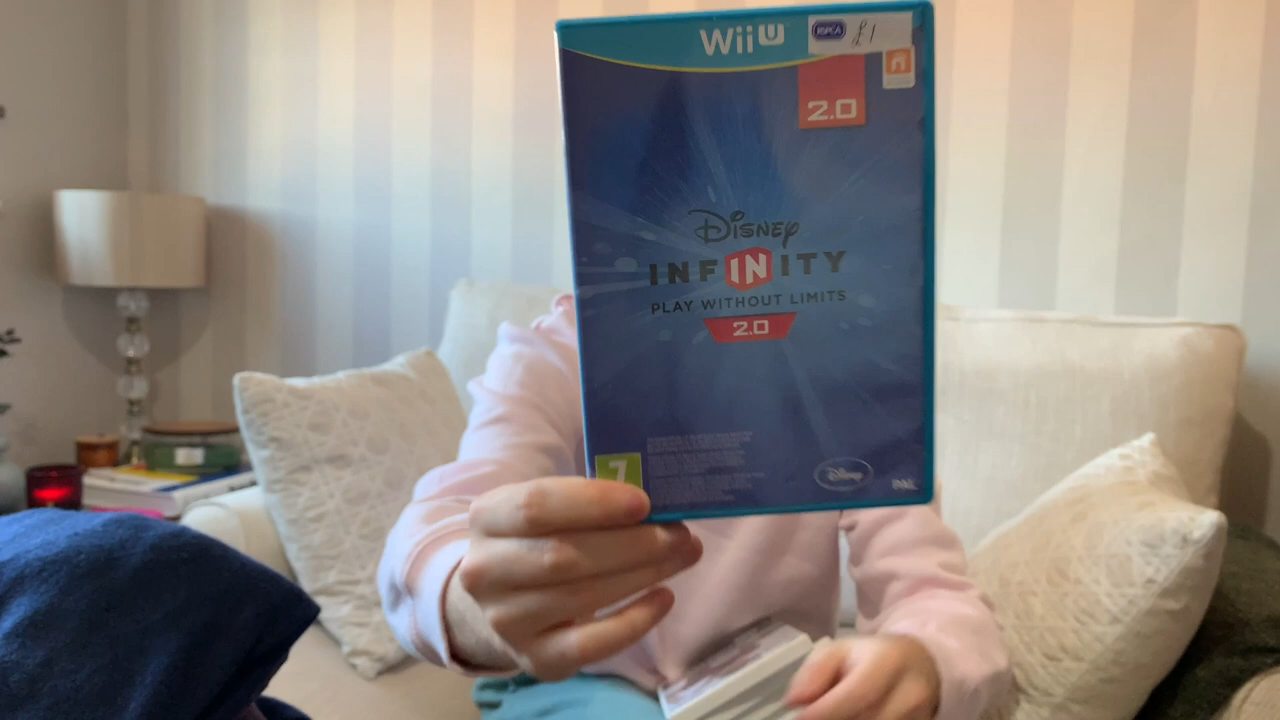 Wii U
RSPCA £1
2.0
Disney
INFINITY
PLAY WITHOUT LIMITS
2.0
7
Disney
PAL